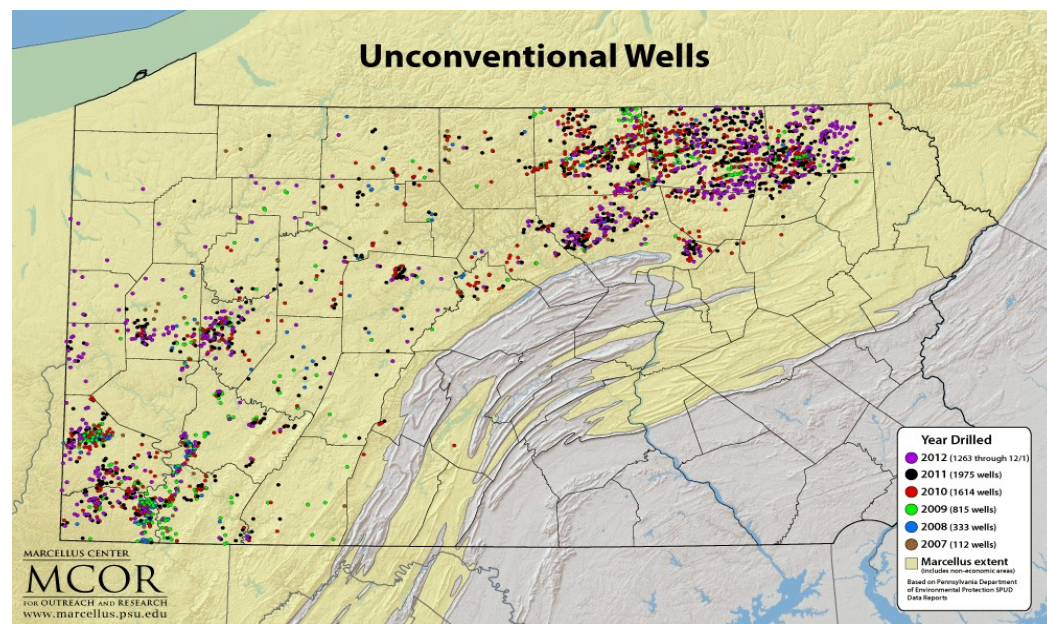 Unconventional Wells
Year Drilled
2012 (1263 through 12/1)
2011 (1975 wells)
2010 (1614 wells)
2009 (815 wells)
2008 (333 wells)
2007 (112 wells)
Marcellus extent
(includes non-economic areas)
Based on Pennsylvania Department
of Environmental Protection SPUD
Data Reports
MARCELLUS CENTER
MCOR
FOR OUTREACH AND RESEARCH
www.marcellus.psu.edu